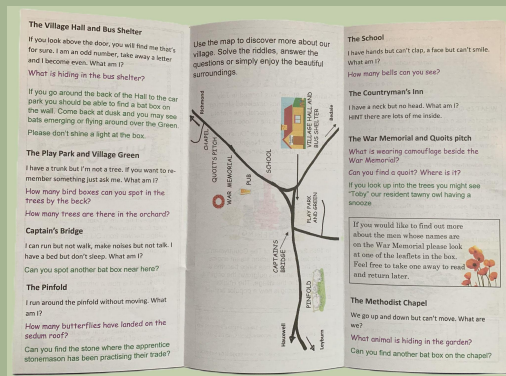 The Village Hall and Bus Shelter
If you look above the door, you will find me that's
for sure. I am an odd number, take away a letter
and I become even. What am I?
What is hiding in the bus shelter?
If you go around the back of the Hall to the car
park you should be able to find a bat box on
the wall. Come back at dusk and you may see
bats emerging or flying around over the Green.
Please don't shine a light at the box.
The Play Park and Village Green
I have a trunk but I'm not a tree. If you want to re-
member something just ask me. What am I?
How many bird boxes can you spot in the
trees by the beck?
How many trees are there in the orchard?
Captain's Bridge
I can run but not walk, make noises but not talk. I
have a bed but don't sleep. What am I?
Can you spot another bat box near here?
The Pinfold
I run around the pinfold without moving. What
am I?
How many butterflies have landed on the
sedum roof?
Can you find the stone where the apprentice
stonemason has been practising their trade?
Use the map to discover more about our
village. Solve the riddles, answer the
questions or simply enjoy the beautiful
surroundings.
Richmond
CHAPEL
QUOITS PITCH
WAR MEMORIAL
PUB
SCHOOL
VILLAGE HALL AND
BUS SHELTER
Bedale
PLAY PARK
AND GREEN
CAPTAIN'S
BRIDGE
PINFOLD
Hauxwell
Leyburn
The School
I have hands but can't clap, a face but can't smile.
What am I?
How many bells can you see?
The Countryman's Inn
I have a neck but no head. What am I?
HINT there are lots of me inside.
The War Memorial and Quoits pitch
What is wearing camouflage beside the
War Memorial?
Can you find a quoit? Where is it?
If you look up into the trees you might see
"Toby" our resident tawny owl having a
snooze
If you would like to find out more
about the men whose names are
on the War Memorial please look
at one of the leaflets in the box.
Feel free to take one away to read
and return later.
The Methodist Chapel
We go up and down but can't move. What are
we?
What animal is hiding in the garden?
Can you find another bat box on the chapel?